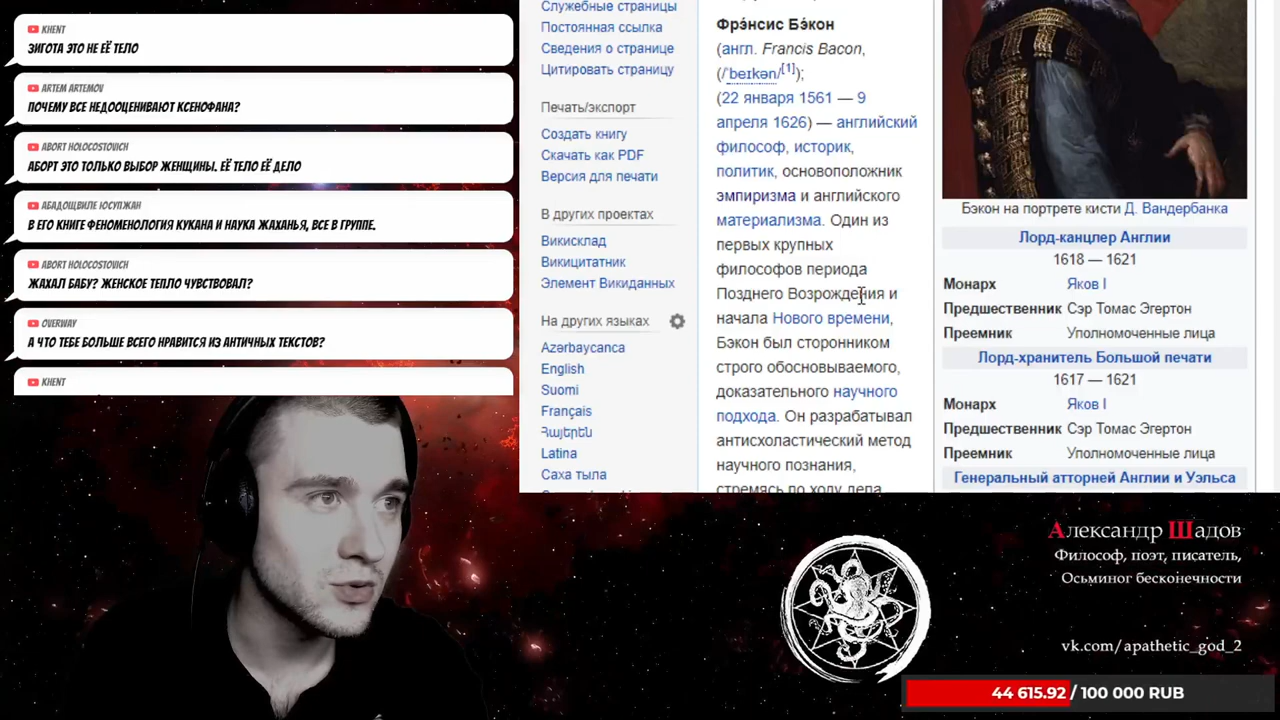 KHENT
ЗИГОТА ЭТО НЕ ЕЁ ТЕЛО
ARTEM ARTEMOV
ПОЧЕМУ ВСЕ НЕДООЦЕНИВАЮТ КСЕНОФАНА?
ABORT HOLOCOSTOVICH
АБОРТ ЭТО ТОЛЬКО ВЫБОР ЖЕНЩИНЫ. ЕЁ ТЕЛО ЕЁ ДЕЛО
АБАДОЩВИЛЕ ЮСУПЖАН
В ЕГО КНИГЕ ФЕНОМЕНОЛОГИЯ КУКАНА И НАУКА ЖАХАНЬЯ, ВСЕ В ГРУППЕ.
ABORT HOLOCOSTOVICH
ЖАХАЛ БАБУ? ЖЕНСКОЕ ТЕПЛО ЧУВСТВОВАЛ?
OVERWAY
А ЧТО ТЕБЕ БОЛЬШЕ ВСЕГО НРАВИТСЯ ИЗ АНТИЧНЫХ ТЕКСТОВ?
KHENT
Служебные страницы
Постоянная ссылка
Сведения о странице
Цитировать страницу
Печать/экспорт
Создать книгу
Скачать как PDF
Версия для печати
В других проектах
Викисклад
Викицитатник
Элемент Викиданных
На других языках
Azərbaycanca
English
Suomi
Français
Հայերեն
Latina
Саха тыла
Фрэ́нсис Бэ́кон
(англ. Francis Bacon,
(/ˈbeɪkən/[1]);
(22 января 1561 — 9
апреля 1626) — английский
философ, историк,
политик, основоположник
эмпиризма и английского
материализма. Один из
первых крупных
философов периода
Позднего Возрождения и
начала Нового времени,
Бэкон был сторонником
строго обосновываемого,
доказательного научного
подхода. Он разрабатывал
антисхоластический метод
научного познания,
стремясь по ходу дела
Бэкон на портрете кисти Д. Вандербанка
Лорд-канцлер Англии
1618 — 1621
Монарх Яков I
Предшественник Сэр Томас Эгертон
Преемник Уполномоченные лица
Лорд-хранитель Большой печати
1617 — 1621
Монарх Яков I
Предшественник Сэр Томас Эгертон
Преемник Уполномоченные лица
Генеральный атторней Англии и Уэльса
Александр Шадов
Философ, поэт, писатель,
Осьминог бесконечности
vk.com/apathetic_god_2
44 615.92 / 100 000 RUB